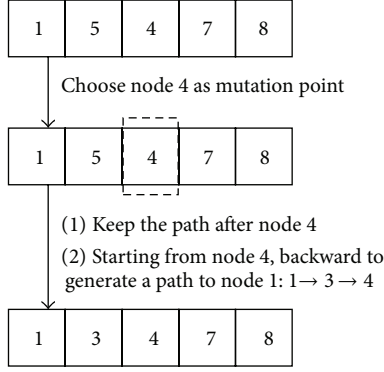 1 5 4 7 8
Choose node 4 as mutation point
1 5 4 7 8
(1) Keep the path after node 4
(2) Starting from node 4, backward to
generate a path to node 1: 1→ 3 → 4
1 3 4 7 8